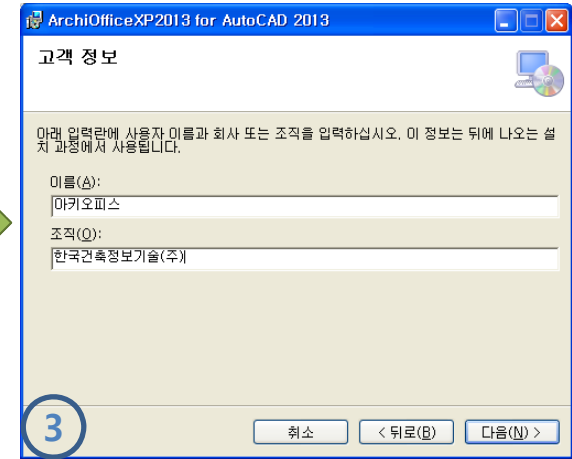 ArchiOfficeXP2013 for AutoCAD 2013
고객 정보
아래 입력란에 사용자 이름과 회사 또는 조직을 입력하십시오. 이 정보는 뒤에 나오는 설
치 과정에서 사용됩니다.
이름(A):
아키오피스
조직(O):
한국건축정보기술(주)
3
취소
< 뒤로(B)
다음(N) >